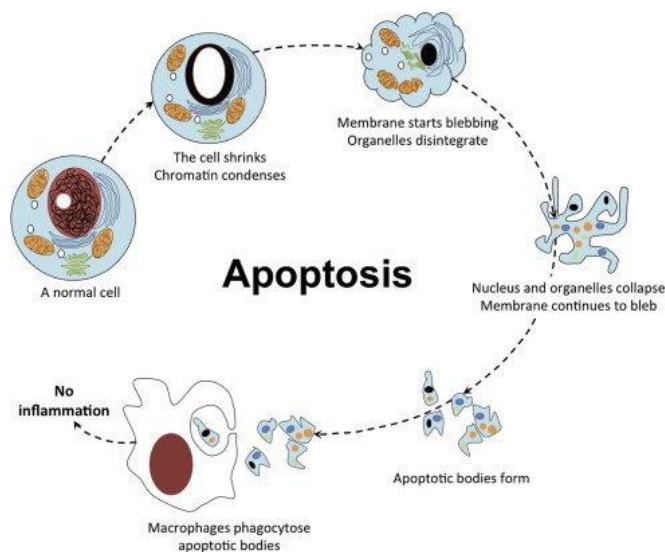 Membrane starts blebbing
Organelles disintegrate
The cell shrinks
Chromatin condenses
A normal cell
Apoptosis
Nucleus and organelles collapse
Membrane continues to bleb
No
inflammation
Apoptotic bodies form
Macrophages phagocytose
apoptotic bodies